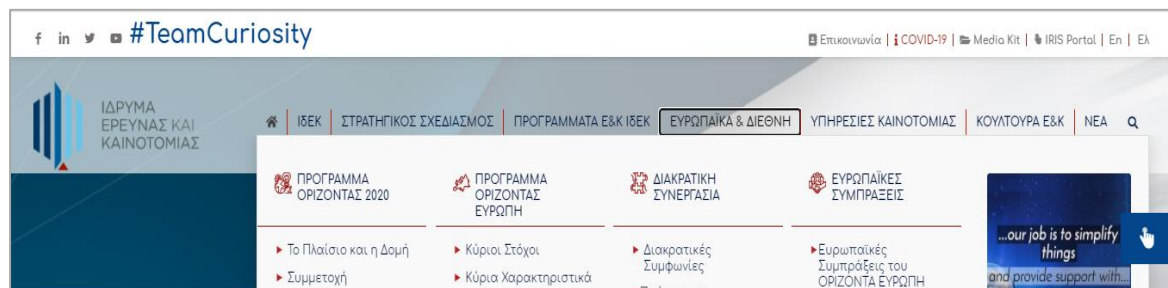 #TeamCuriosity
Επικοινωνία | COVID-19 | Media Kit | IRIS Portal | En | Ελ
ΙΔΡΥΜΑ
ΕΡΕΥΝΑΣ ΚΑΙ
ΚΑΙΝΟΤΟΜΙΑΣ
ΙδΕΚ | ΣΤΡΑΤΗΓΙΚΟΣ ΣΧΕΔΙΑΣΜΟΣ | ΠΡΟΓΡΑΜΜΑΤΑ Ε&Κ ΙδΕΚ | ΕΥΡΩΠΑΪΚΑ & ΔΙΕΘΝΗ | ΥΠΗΡΕΣΙΕΣ ΚΑΙΝΟΤΟΜΙΑΣ | ΚΟΥΛΤΟΥΡΑ Ε&Κ | ΝΕΑ
ΠΡΟΓΡΑΜΜΑ
ΟΡΙΖΟΝΤΑΣ 2020
Το Πλαίσιο και η Δομή
Συμμετοχή
ΠΡΟΓΡΑΜΜΑ
ΟΡΙΖΟΝΤΑΣ
ΕΥΡΩΠΗ
Κύριοι Στόχοι
Κύρια Χαρακτηριστικά
ΔΙΑΚΡΑΤΙΚΗ
ΣΥΝΕΡΓΑΣΙΑ
Διακρατικές
Συμφωνίες
ΕΥΡΩΠΑΪΚΕΣ
ΣΥΜΠΡΑΞΕΙΣ
Ευρωπαϊκές
Συμπράξεις του
ΟΡΙΖΟΝΤΑ ΕΥΡΩΠΗ
...our job is to simplify
things
and provide support with...